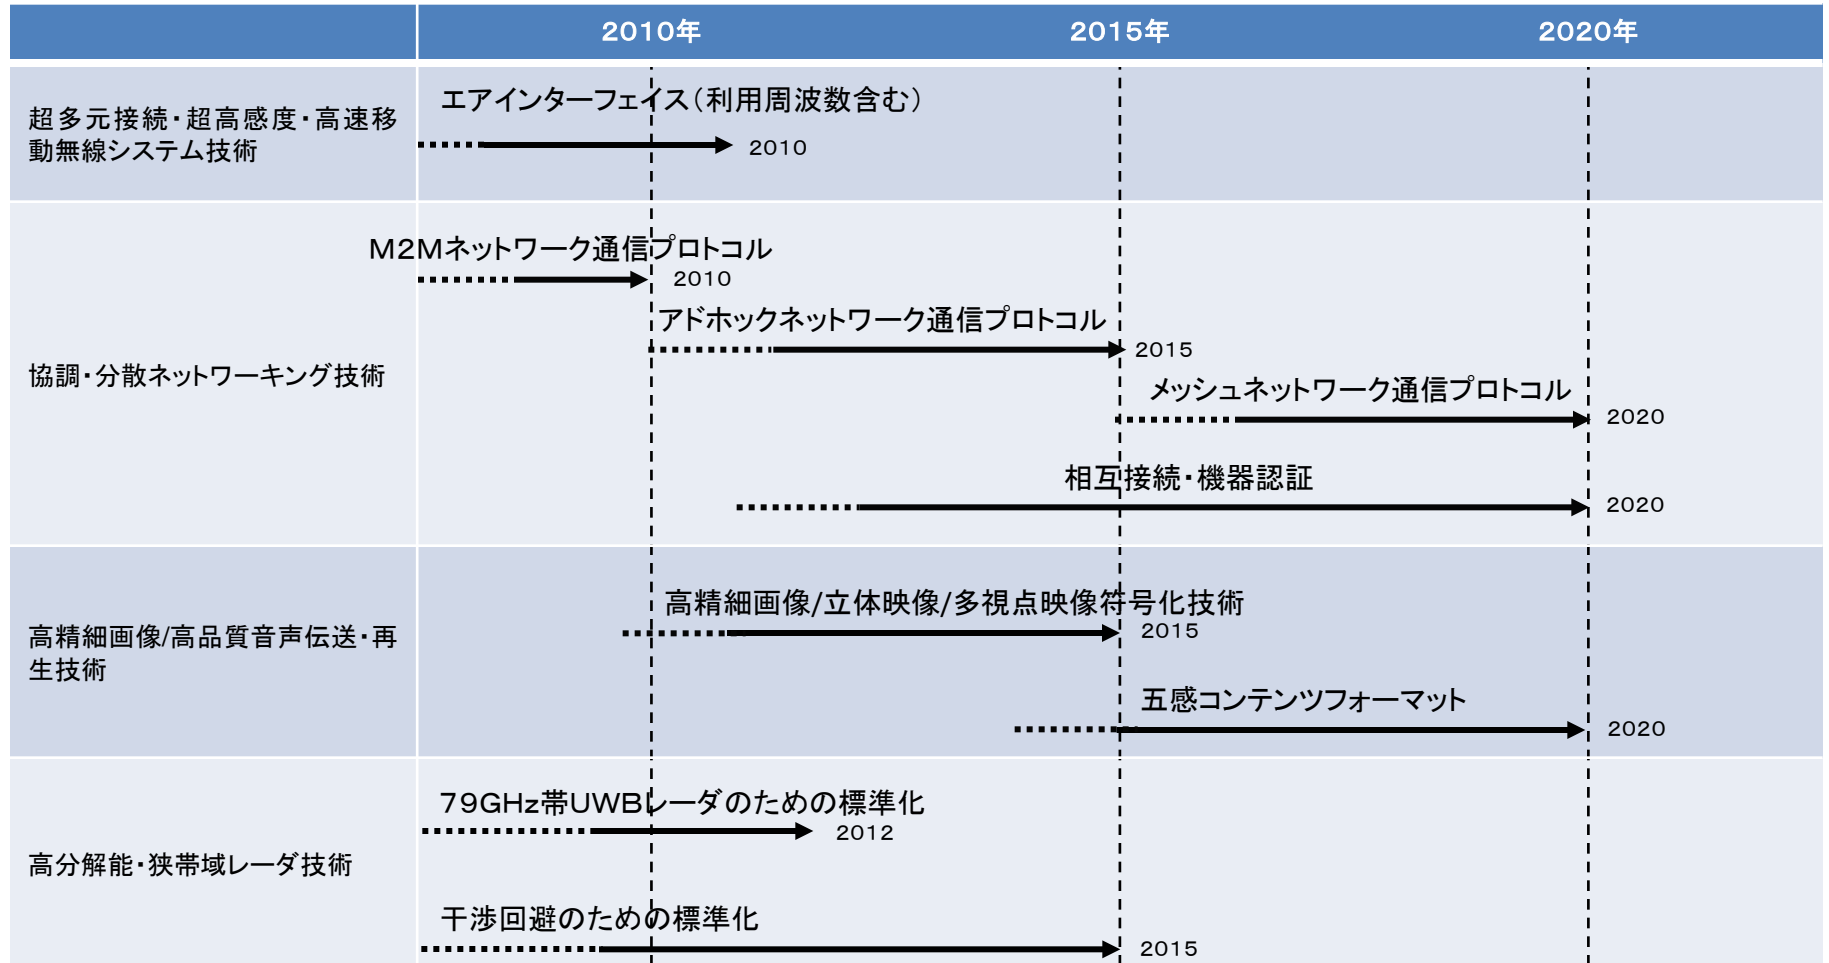 2010年 2015年 2020年
超多元接続・超高感度・高速移
動無線システム技術
エアインターフェイス（利用周波数含む）
2010
協調・分散ネットワーキング技術
M2Mネットワーク通信プロトコル
2010
アドホックネットワーク通信プロトコル
2015
メッシュネットワーク通信プロトコル
2020
相互接続・機器認証
2020
高精細画像/高品質音声伝送・再
生技術
高精細画像/立体映像/多視点映像符号化技術
2015
五感コンテンツフォーマット
2020
高分解能・狭帯域レーダ技術
79GHz帯UWBレーダのための標準化
2012
干渉回避のための標準化
2015